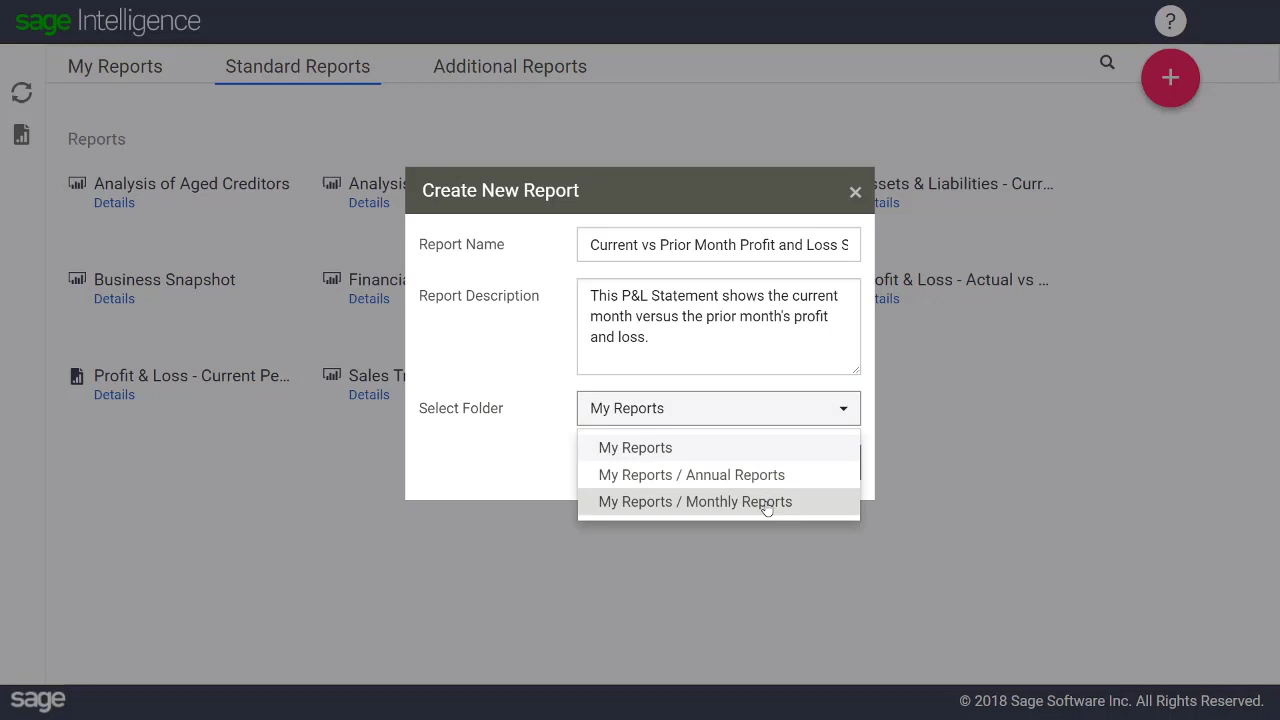 sage Intelligence
?
My Reports
Standard Reports
Additional Reports
+
Reports
Analysis of Aged Creditors
Details
Analysis
Details
ssets & Liabilities - Curr...
tails
Business Snapshot
Details
Financia
Details
ofit & Loss - Actual vs ...
tails
Profit & Loss - Current Pe...
Details
Sales Tr
Details
Create New Report
×
Report Name
Current vs Prior Month Profit and Loss S
Report Description
This P&L Statement shows the current
month versus the prior month's profit
and loss.
Select Folder
My Reports
My Reports
My Reports / Annual Reports
My Reports / Monthly Reports
sage
© 2018 Sage Software Inc. All Rights Reserved.